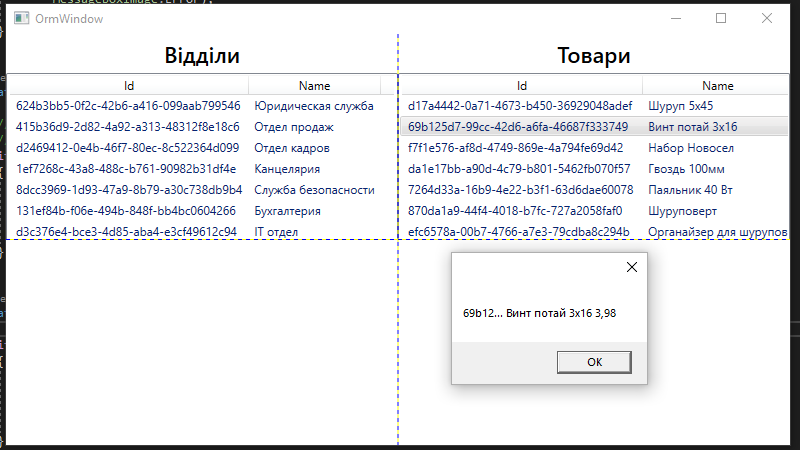 MessageBoxImage.Error);
OrmWindow
Відділи
Id Name
624b3bb5-0f2c-42b6-a416-099aab799546 Юридическая служба
415b36d9-2d82-4a92-a313-48312f8e18c6 Отдел продаж
d2469412-0e4b-46f7-80ec-8c522364d099 Отдел кадров
1ef7268c-43a8-488c-b761-90982b31df4e Канцелярия
8dcc3969-1d93-47a9-8b79-a30c738db9b4 Служба безопасности
131ef84b-f06e-494b-848f-bb4bc0604266 Бухгалтерия
d3c376e4-bce3-4d85-aba4-e3cf49612c94 IT отдел
Товари
Id Name
d17a4442-0a71-4673-b450-36929048adef Шуруп 5х45
69b125d7-99cc-42d6-a6fa-46687f333749 Винт потай 3х16
f7f1e576-af8d-4749-869e-4a794fe69d42 Набор Новосел
da1e17bb-a90d-4c79-b801-5462fb070f57 Гвоздь 100мм
7264d33a-16b9-4e22-b3f1-63d6dae60078 Паяльник 40 Вт
870da1a9-44f4-4018-b7fc-727a2058faf0 Шуруповерт
efc6578a-00b7-4766-a7e3-79cdba8c294b Органайзер для шурупов
69b12... Винт потай 3х16 3,98
OK